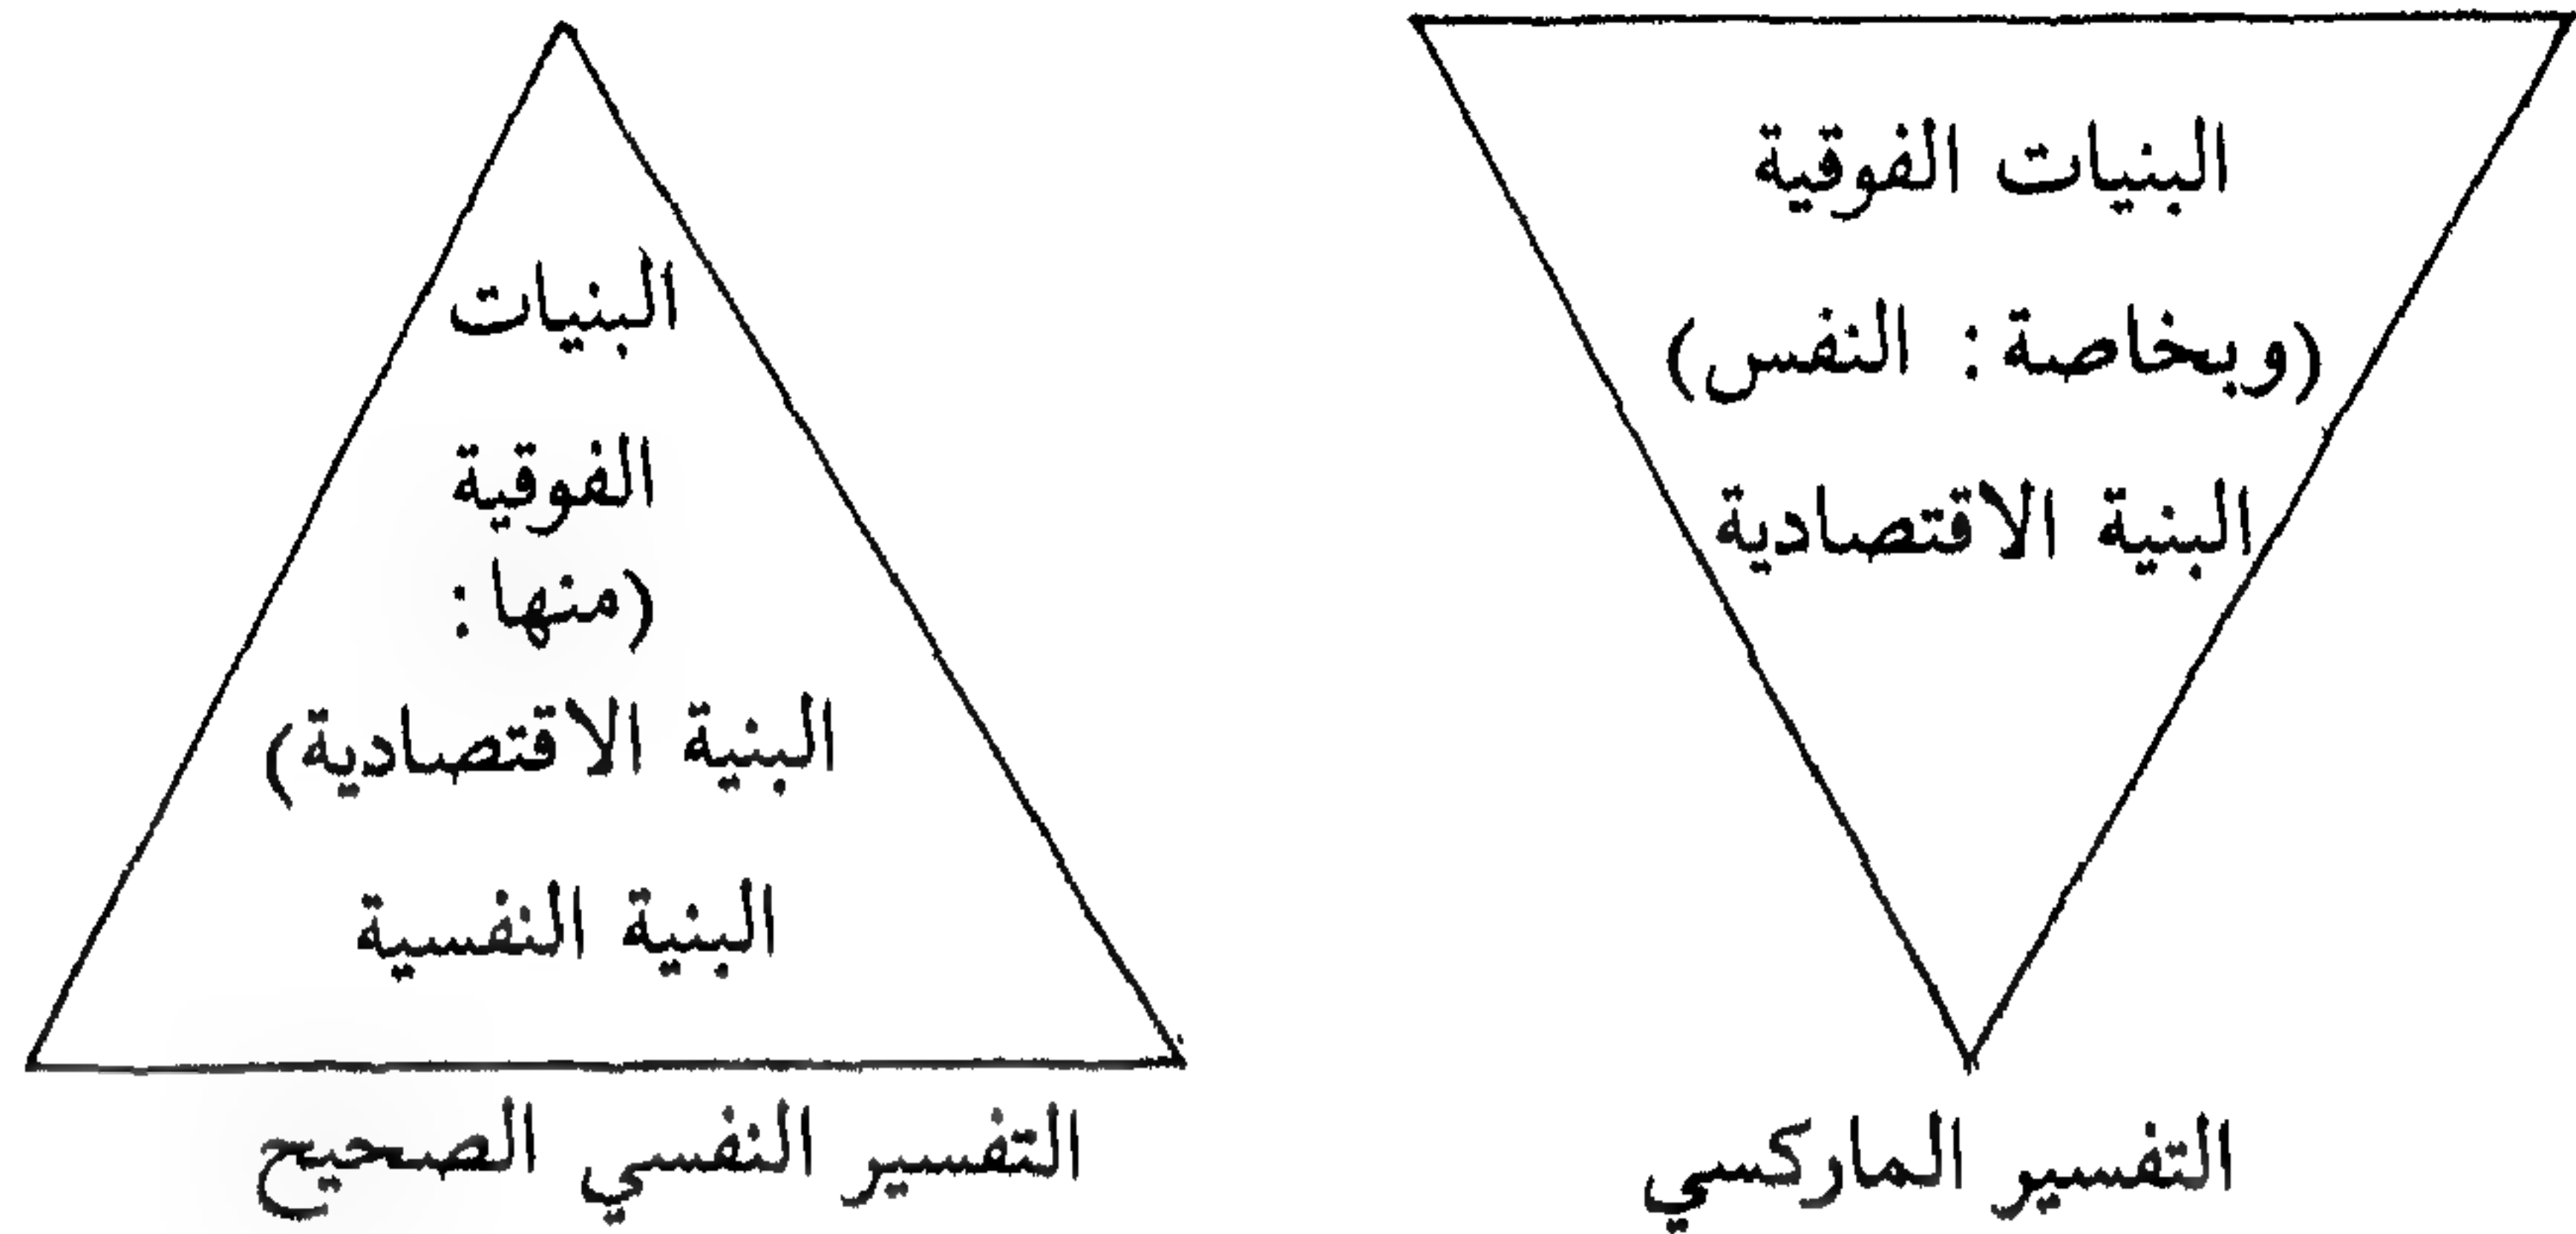 البنيات الفوقية
(وبخاصة: النفس)
البنية الاقتصادية
التفسير الماركسي
البنيات
الفوقية
(منها:
البنية الاقتصادية)
البنية النفسية
التفسير النفسي الصحيح